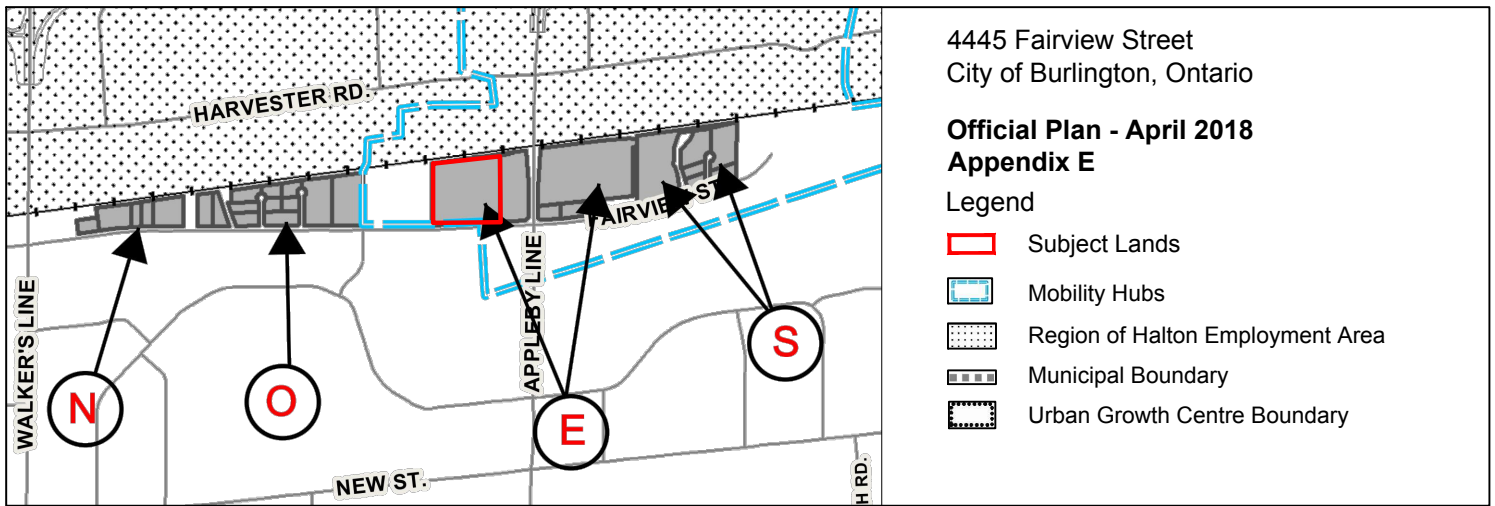 HARVESTER RD.
FAIRVIEW ST.
WALKER'S LINE
APPLEBY LINE
N
O
E
S
NEW ST.
H RD.
4445 Fairview Street
City of Burlington, Ontario
Official Plan - April 2018
Appendix E
Legend
Subject Lands
Mobility Hubs
Region of Halton Employment Area
Municipal Boundary
Urban Growth Centre Boundary